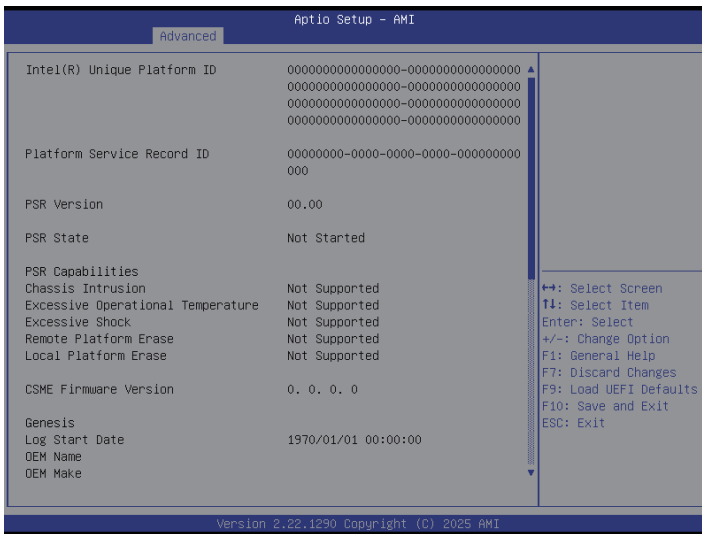 Aptio Setup - AMI
Advanced
Intel(R) Unique Platform ID 0000000000000000-0000000000000000
0000000000000000-0000000000000000
0000000000000000-0000000000000000
0000000000000000-0000000000000000
Platform Service Record ID 00000000-0000-0000-0000-000000000
000
PSR Version 00.00
PSR State Not Started
PSR Capabilities
Chassis Intrusion Not Supported
Excessive Operational Temperature Not Supported
Excessive Shock Not Supported
Remote Platform Erase Not Supported
Local Platform Erase Not Supported
CSME Firmware Version 0. 0. 0. 0
Genesis
Log Start Date 1970/01/01 00:00:00
OEM Name
OEM Make
↔: Select Screen
↑↓: Select Item
Enter: Select
+/-: Change Option
F1: General Help
F7: Discard Changes
F9: Load UEFI Defaults
F10: Save and Exit
ESC: Exit
Version 2.22.1290 Copyright (C) 2025 AMI